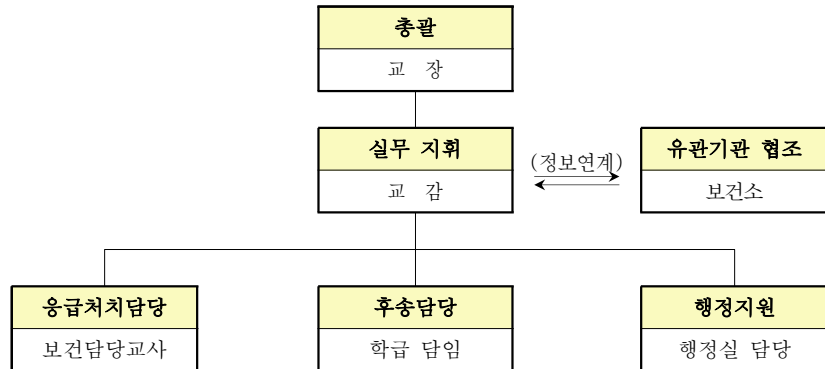 총괄
교 장
실무 지휘
교 감
(정보연계)
유관기관 협조
보건소
응급처치담당
보건담당교사
후송담당
학급 담임
행정지원
행정실 담당